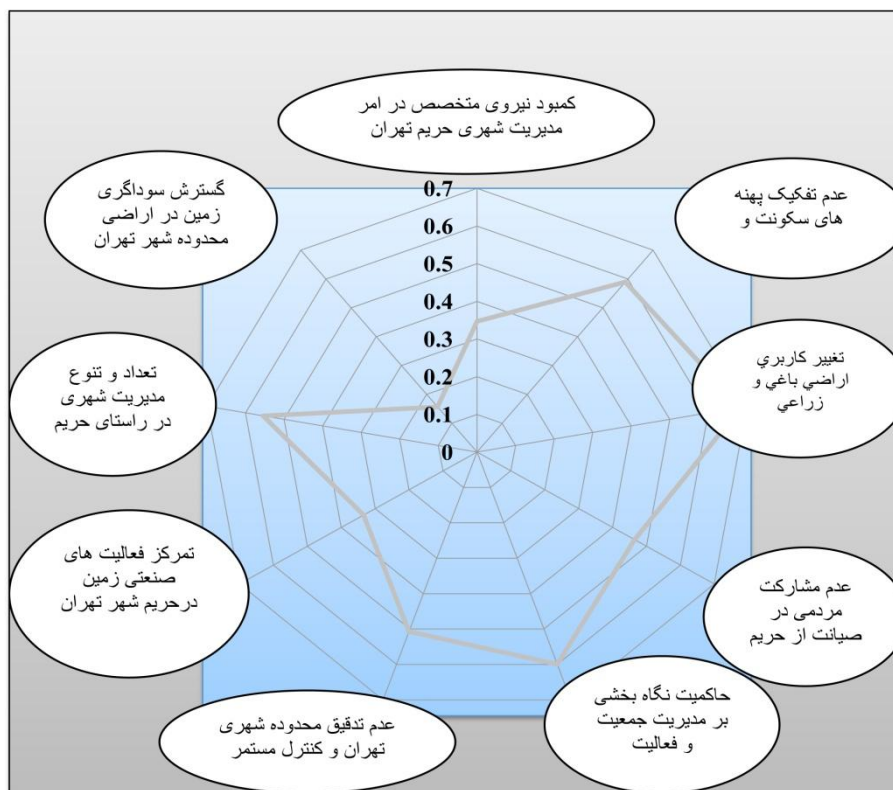 کمبود نیروی متخصص در امر
مدیریت شهری حریم تهران
عدم تفکیک پهنه
های سکونت و
تغيير كاربري
اراضي باغي و
زراعي
عدم مشارکت
مردمی در
صیانت از حریم
حاکمیت نگاه بخشی
بر مدیریت جمعیت
و فعالیت
عدم تدقیق محدوده شهری
تهران و کنترل مستمر
تمرکز فعالیت های
صنعتی زمین
درحریم شهر تهران
تعداد و تنوع
مدیریت شهری
در راستای حریم
گسترش سوداگری
زمین در اراضی
محدوده شهر تهران
0.7
0.6
0.5
0.4
0.3
0.2
0.1
0